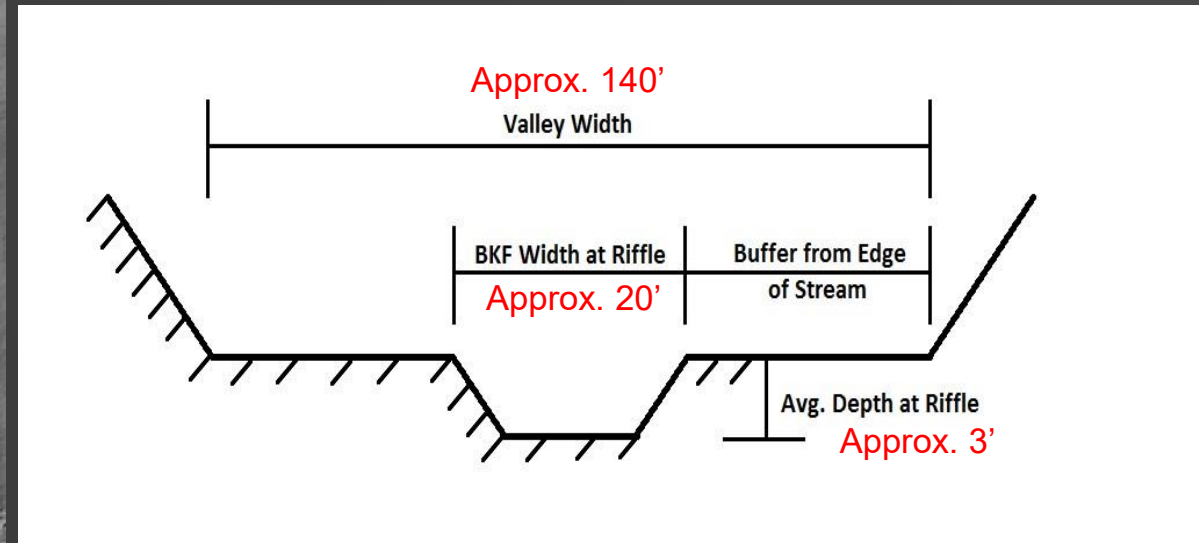 Approx. 140’
Valley Width
BKF Width at Riffle
Approx. 20’
Buffer from Edge
of Stream
Avg. Depth at Riffle
Approx. 3’